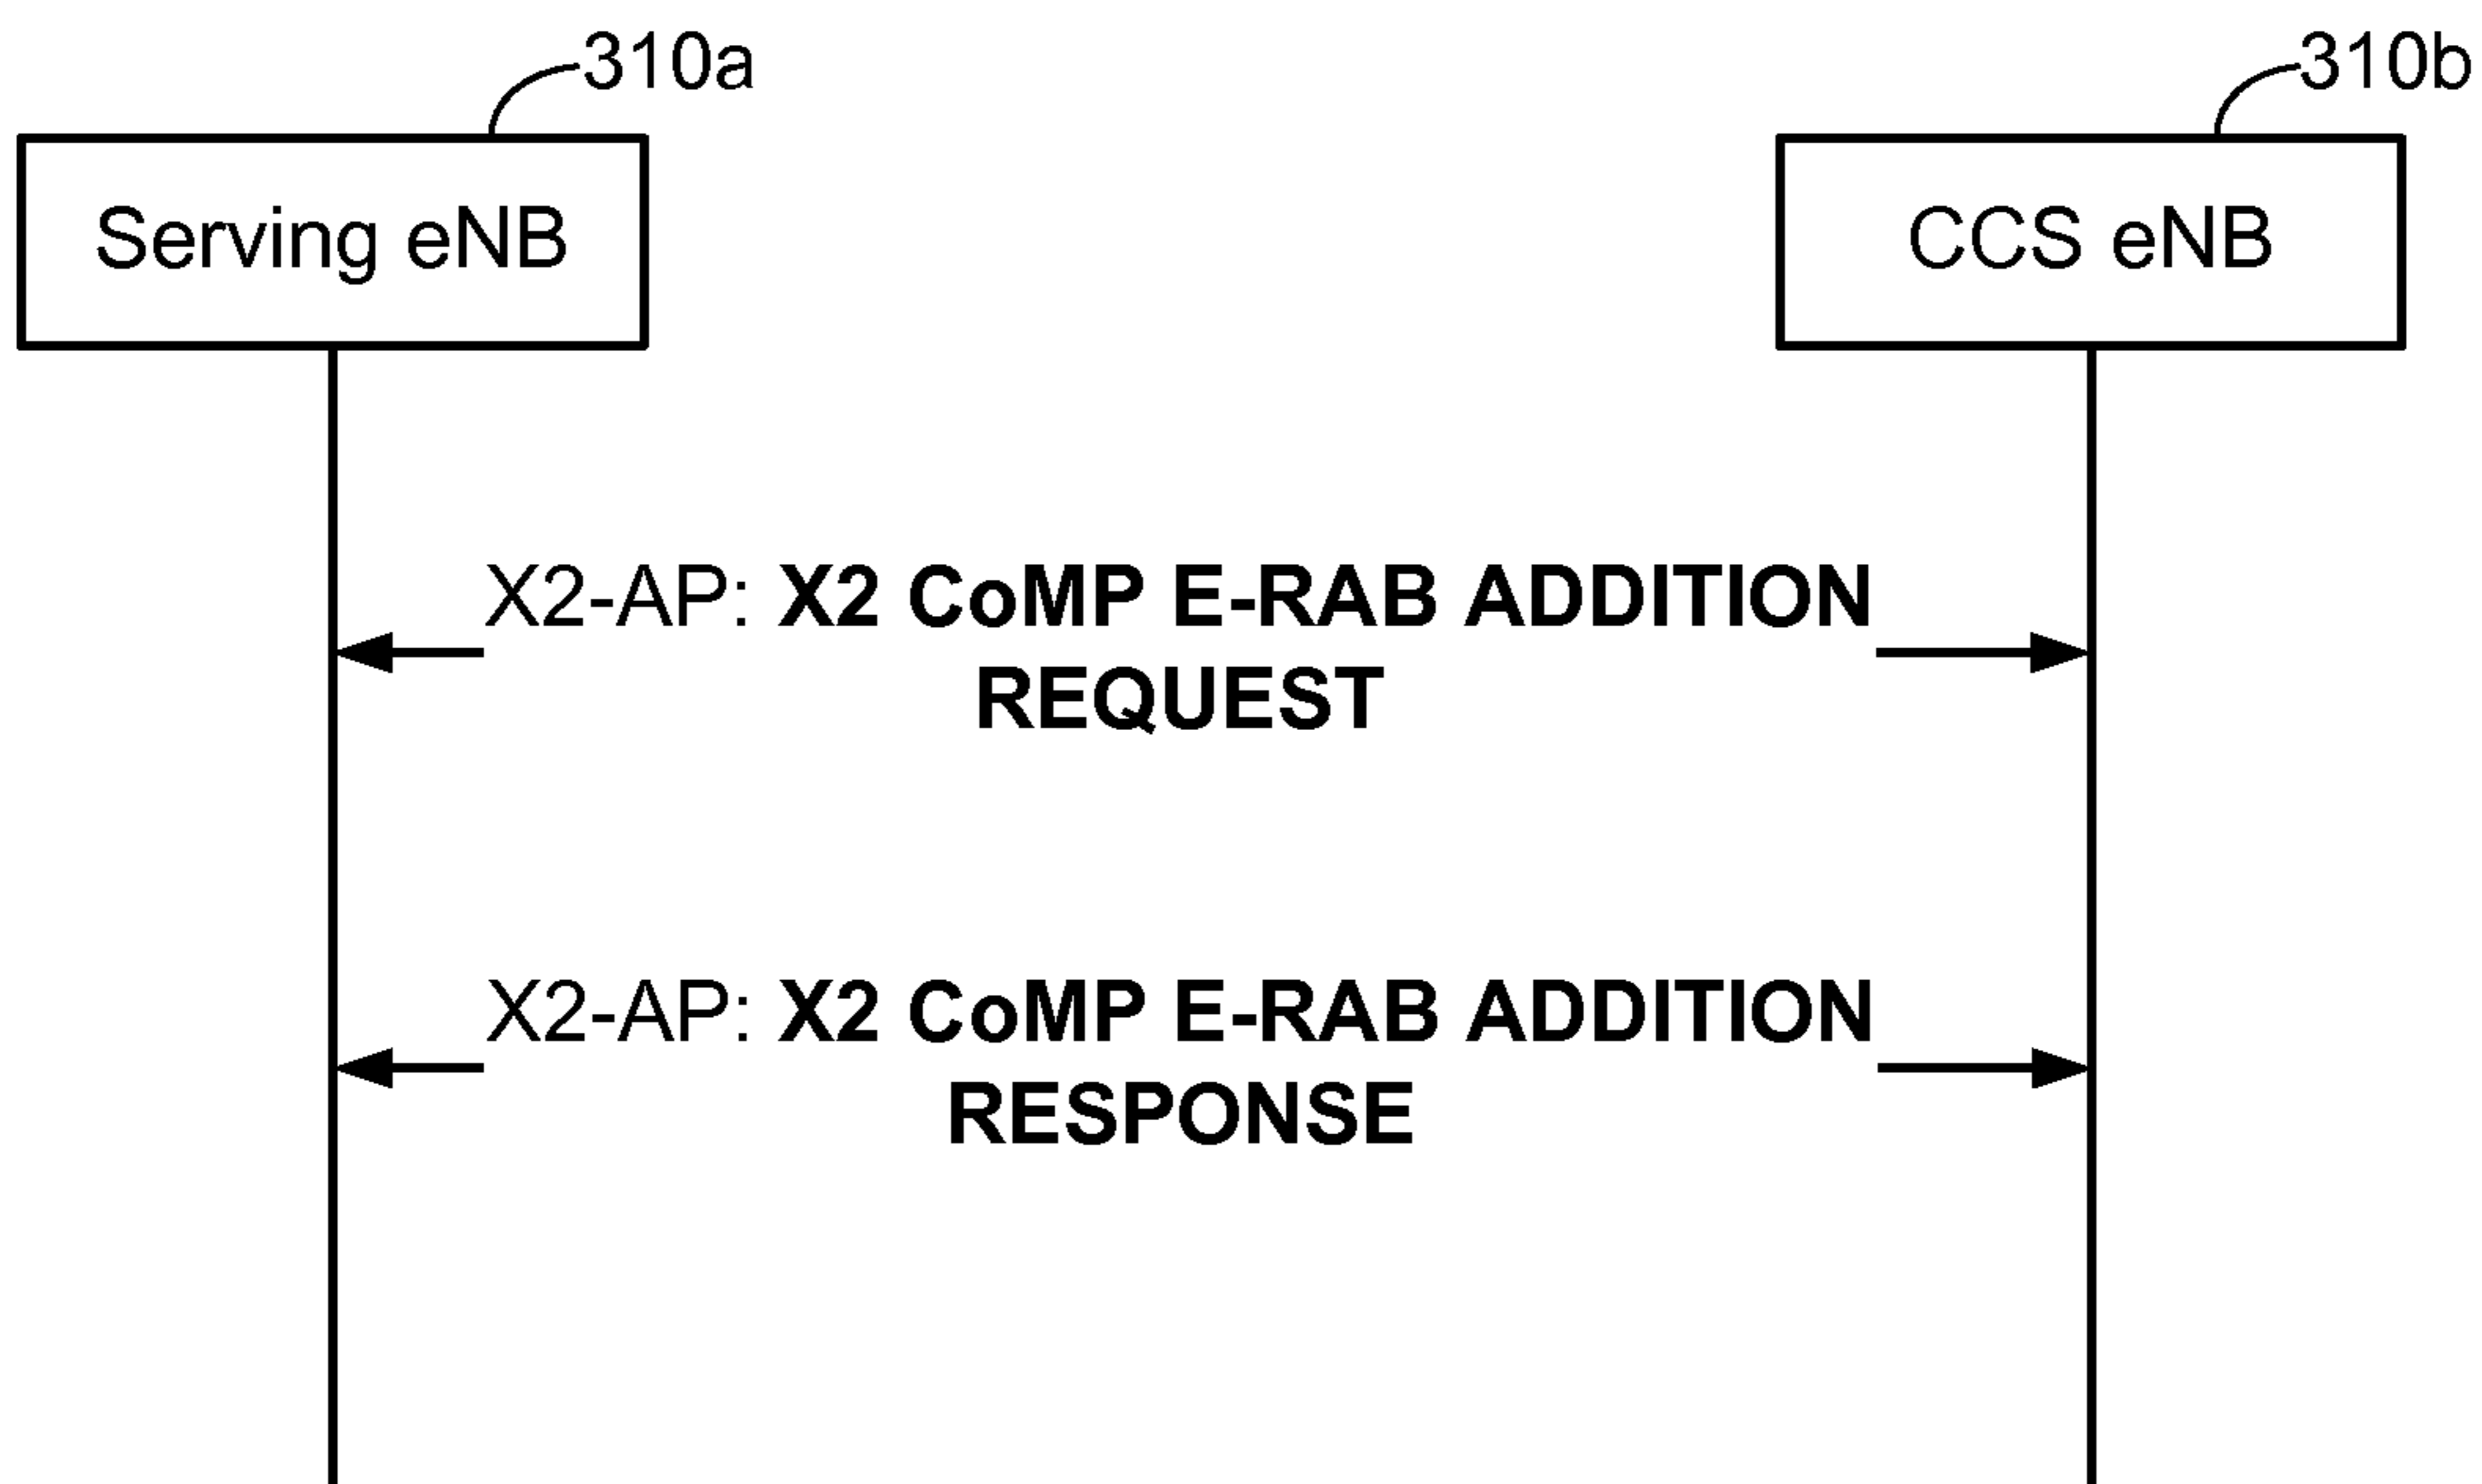 310a
310b
Serving eNB
CCS eNB
X2-AP: X2 CoMP E-RAB ADDITION
REQUEST
X2-AP: X2 CoMP E-RAB ADDITION
RESPONSE